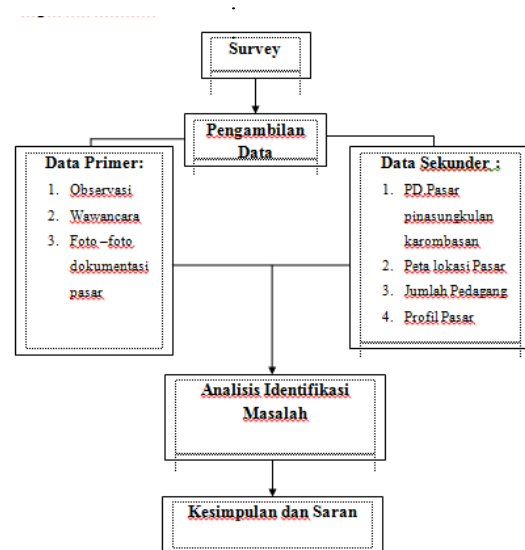 Survey
Pengambilan
Data
Data Primer:
1. Observasi
2. Wawancara
3. Foto –foto
dokumentasi
pasar
Data Sekunder :
1. PD.Pasar
pinasungkulan
karombasan
2. Peta lokasi Pasar
3. Jumlah Pedagang
4. Profil Pasar
Analisis Identifikasi
Masalah
Kesimpulan dan Saran